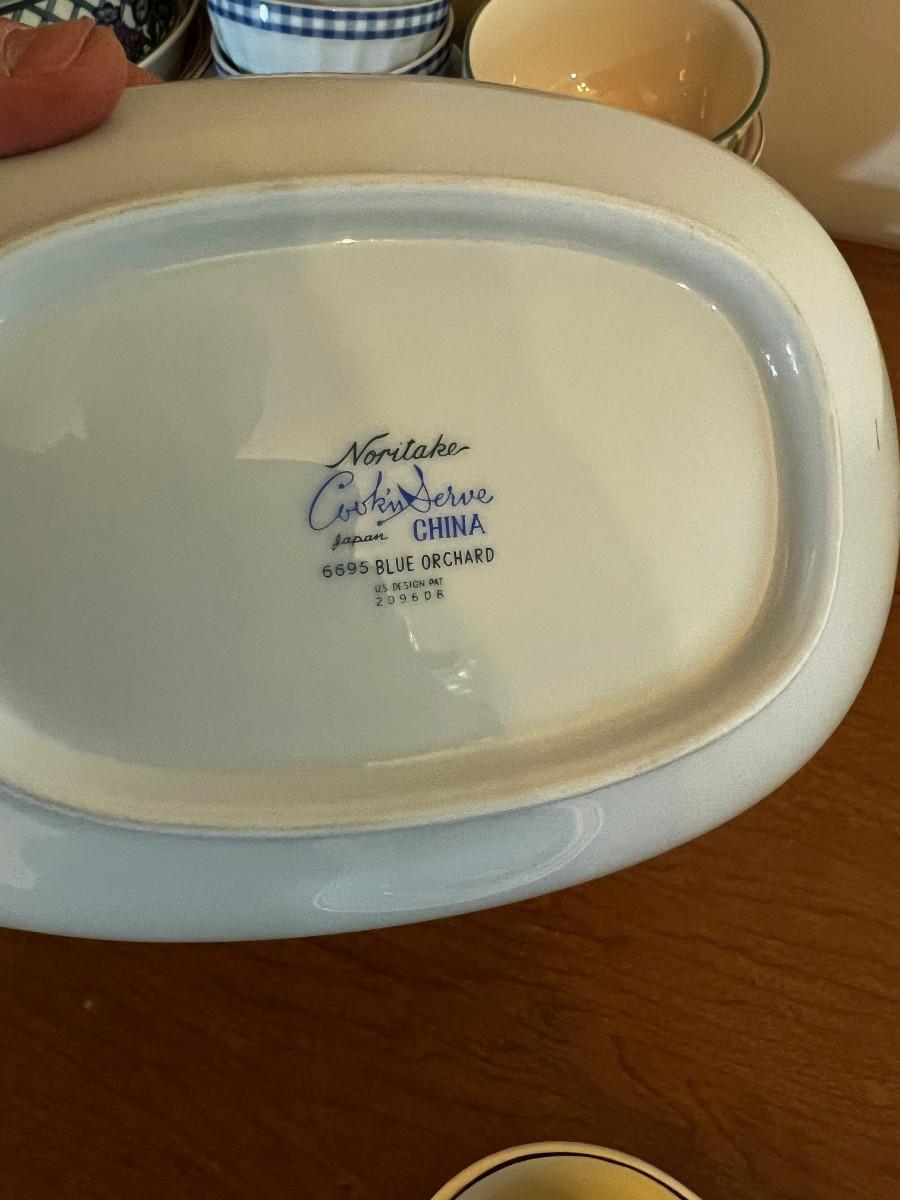 Noritake
Cook'n Serve
Japan CHINA
6695 BLUE ORCHARD
U.S. DESIGN PAT
209608